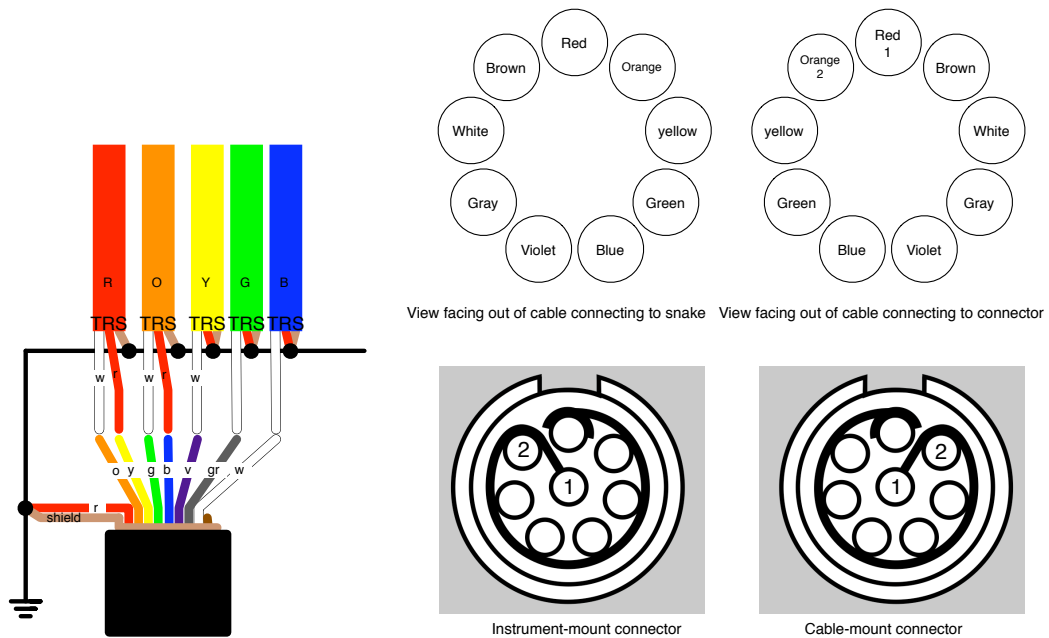 R O Y G B
TRS TRS TRS TRS TRS
w r w r w
o y g b v gr w
r
shield
Red
Orange
yellow
Green
Blue
Violet
Gray
White
Brown
View facing out of cable connecting to snake
Red
1
Brown
White
Gray
Violet
Blue
Green
yellow
Orange
2
View facing out of cable connecting to connector
2
1
Instrument-mount connector
2
1
Cable-mount connector